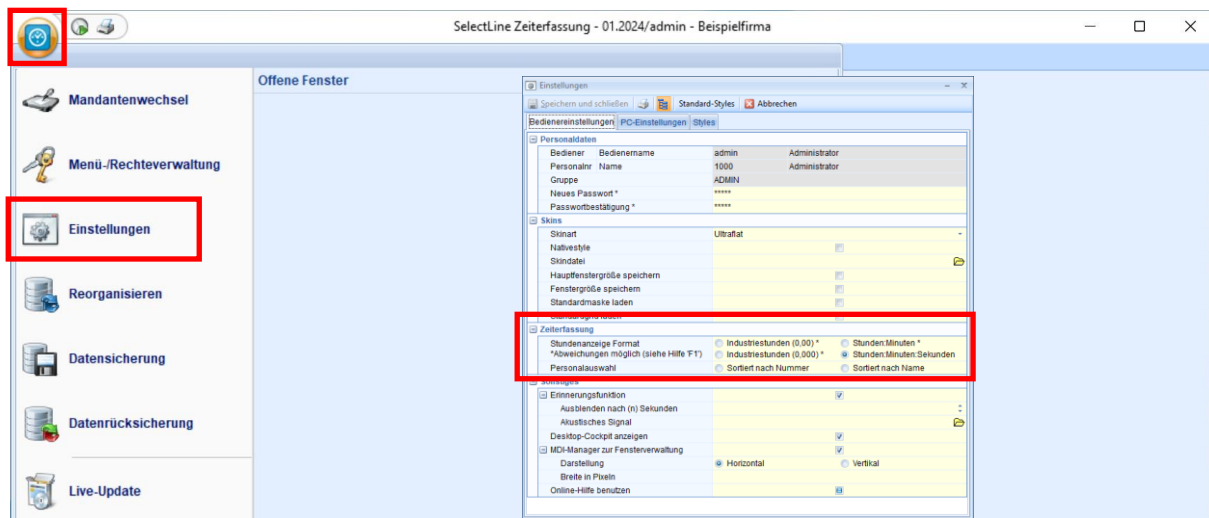 SelectLine Zeiterfassung - 01.2024/admin - Beispielfirma
Mandantenwechsel
Menü-/Rechteverwaltung
Einstellungen
Reorganisieren
Datensicherung
Datenrücksicherung
Live-Update
Offene Fenster
Einstellungen
Speichern und schließen Standard-Styles Abbrechen
Bedienereinstellungen PC-Einstellungen Styles
Personaldaten
Bediener Bedienername admin Administrator
Personalnr Name 1000 Administrator
Gruppe ADMIN
Neues Passwort * *****
Passwortbestätigung * *****
Skins
Skinart Ultraflat
Nativestyle
Skindatei
Hauptfenstergröße speichern
Fenstergröße speichern
Standardmaske laden
Zeiterfassung
Stundenanzeige Format Industriestunden (0,00) * Stunden:Minuten *
*Abweichungen möglich (siehe Hilfe 'F1') Industriestunden (0,000) * Stunden:Minuten:Sekunden
Personalauswahl Sortiert nach Nummer Sortiert nach Name
Sonstiges
Erinnerungsfunktion
Ausblenden nach (n) Sekunden
Akustisches Signal
Desktop-Cockpit anzeigen
MDI-Manager zur Fensterverwaltung
Darstellung Horizontal Vertikal
Breite in Pixeln
Online-Hilfe benutzen